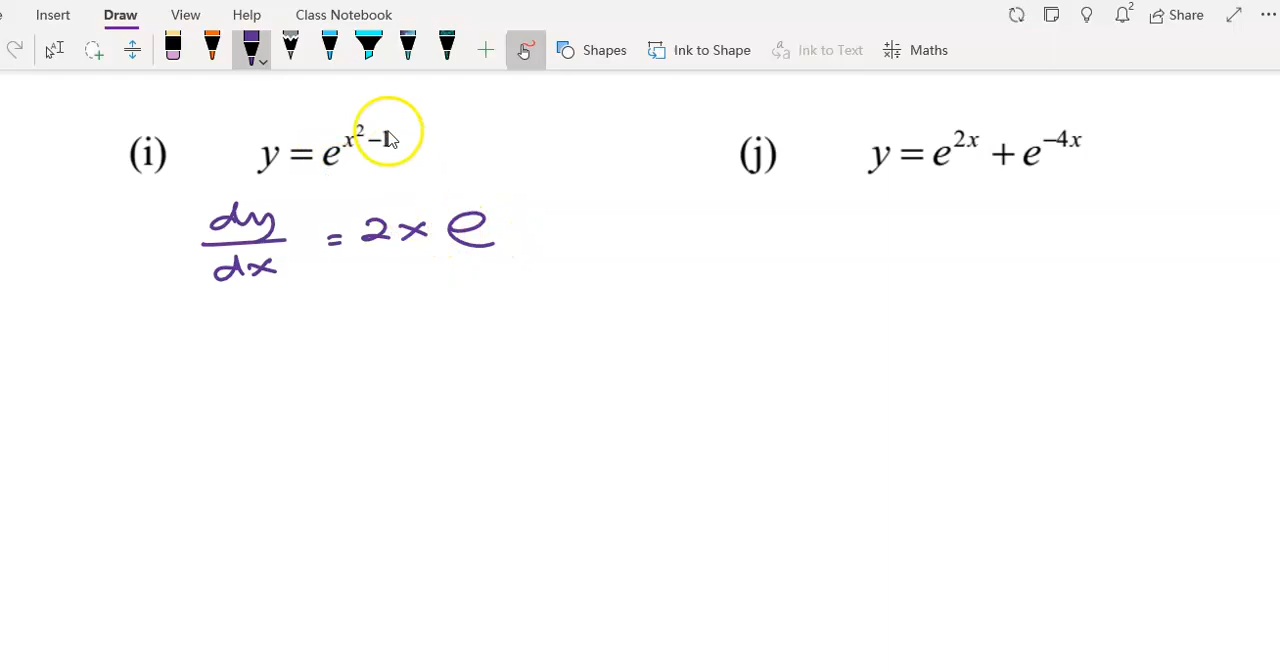 Insert Draw View Help Class Notebook 2 Share
Shapes Ink to Shape Ink to Text Maths
(i) y = e^{x^2 - 1} (j) y = e^{2x} + e^{-4x}
dy/dx = 2x e